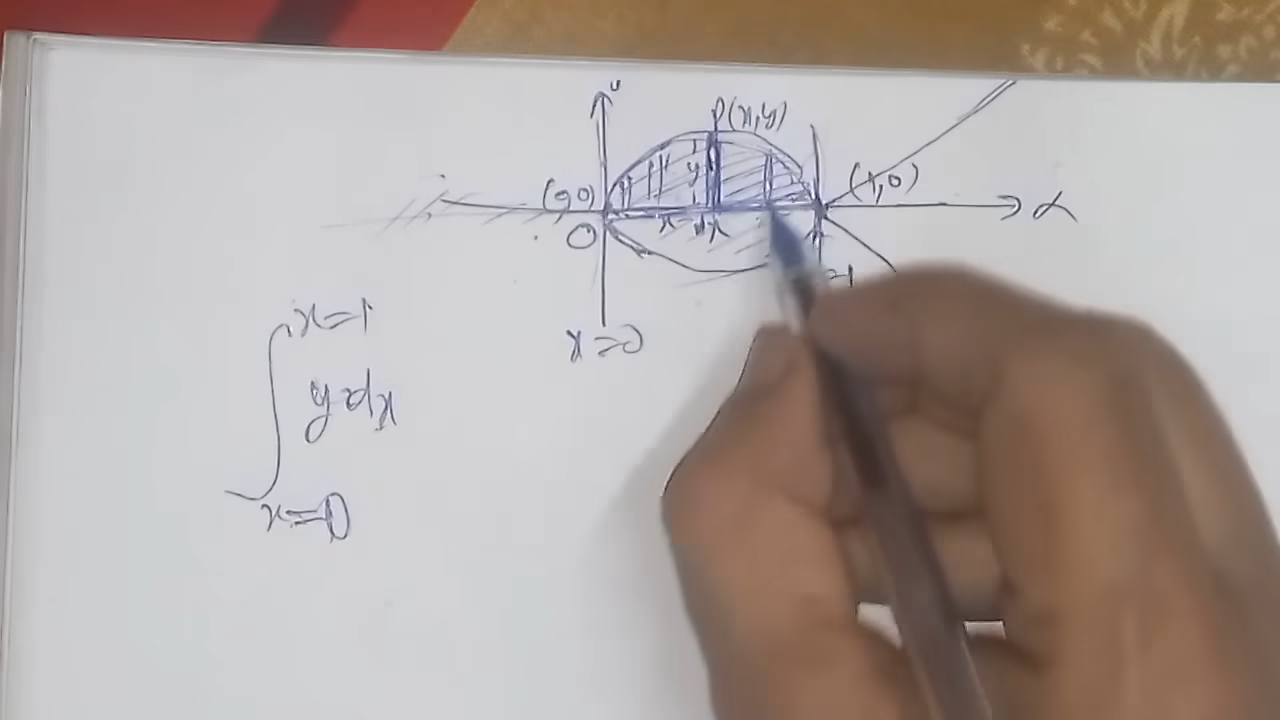 y
P(x,y)
(0,0)
(1,0)
y
x
dx
O
x
x=0
x=1
y dx
x=0